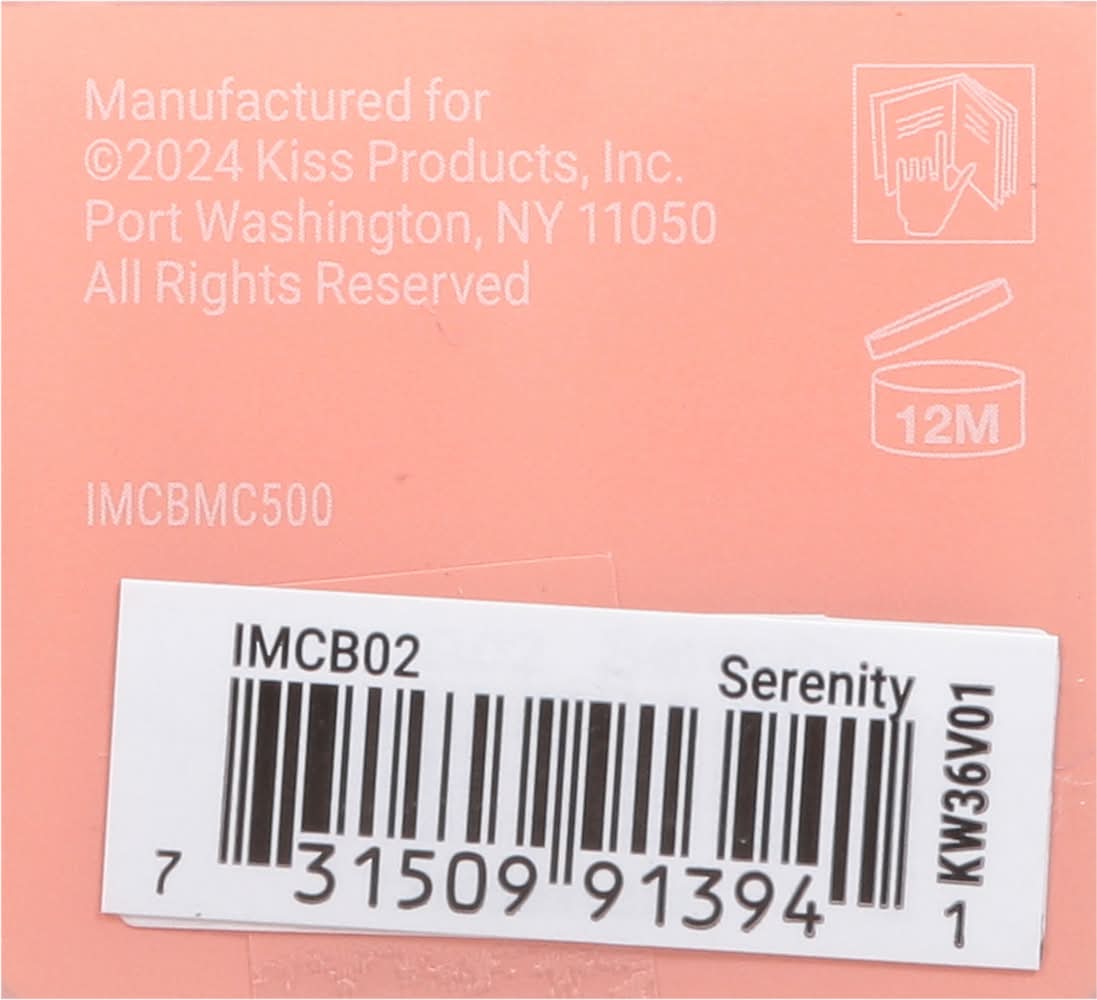 Manufactured for
©2024 Kiss Products, Inc.
Port Washington, NY 11050
All Rights Reserved
12M
IMCBMC500
IMCB02
Serenity
KW36V01
7 31509 91394 1